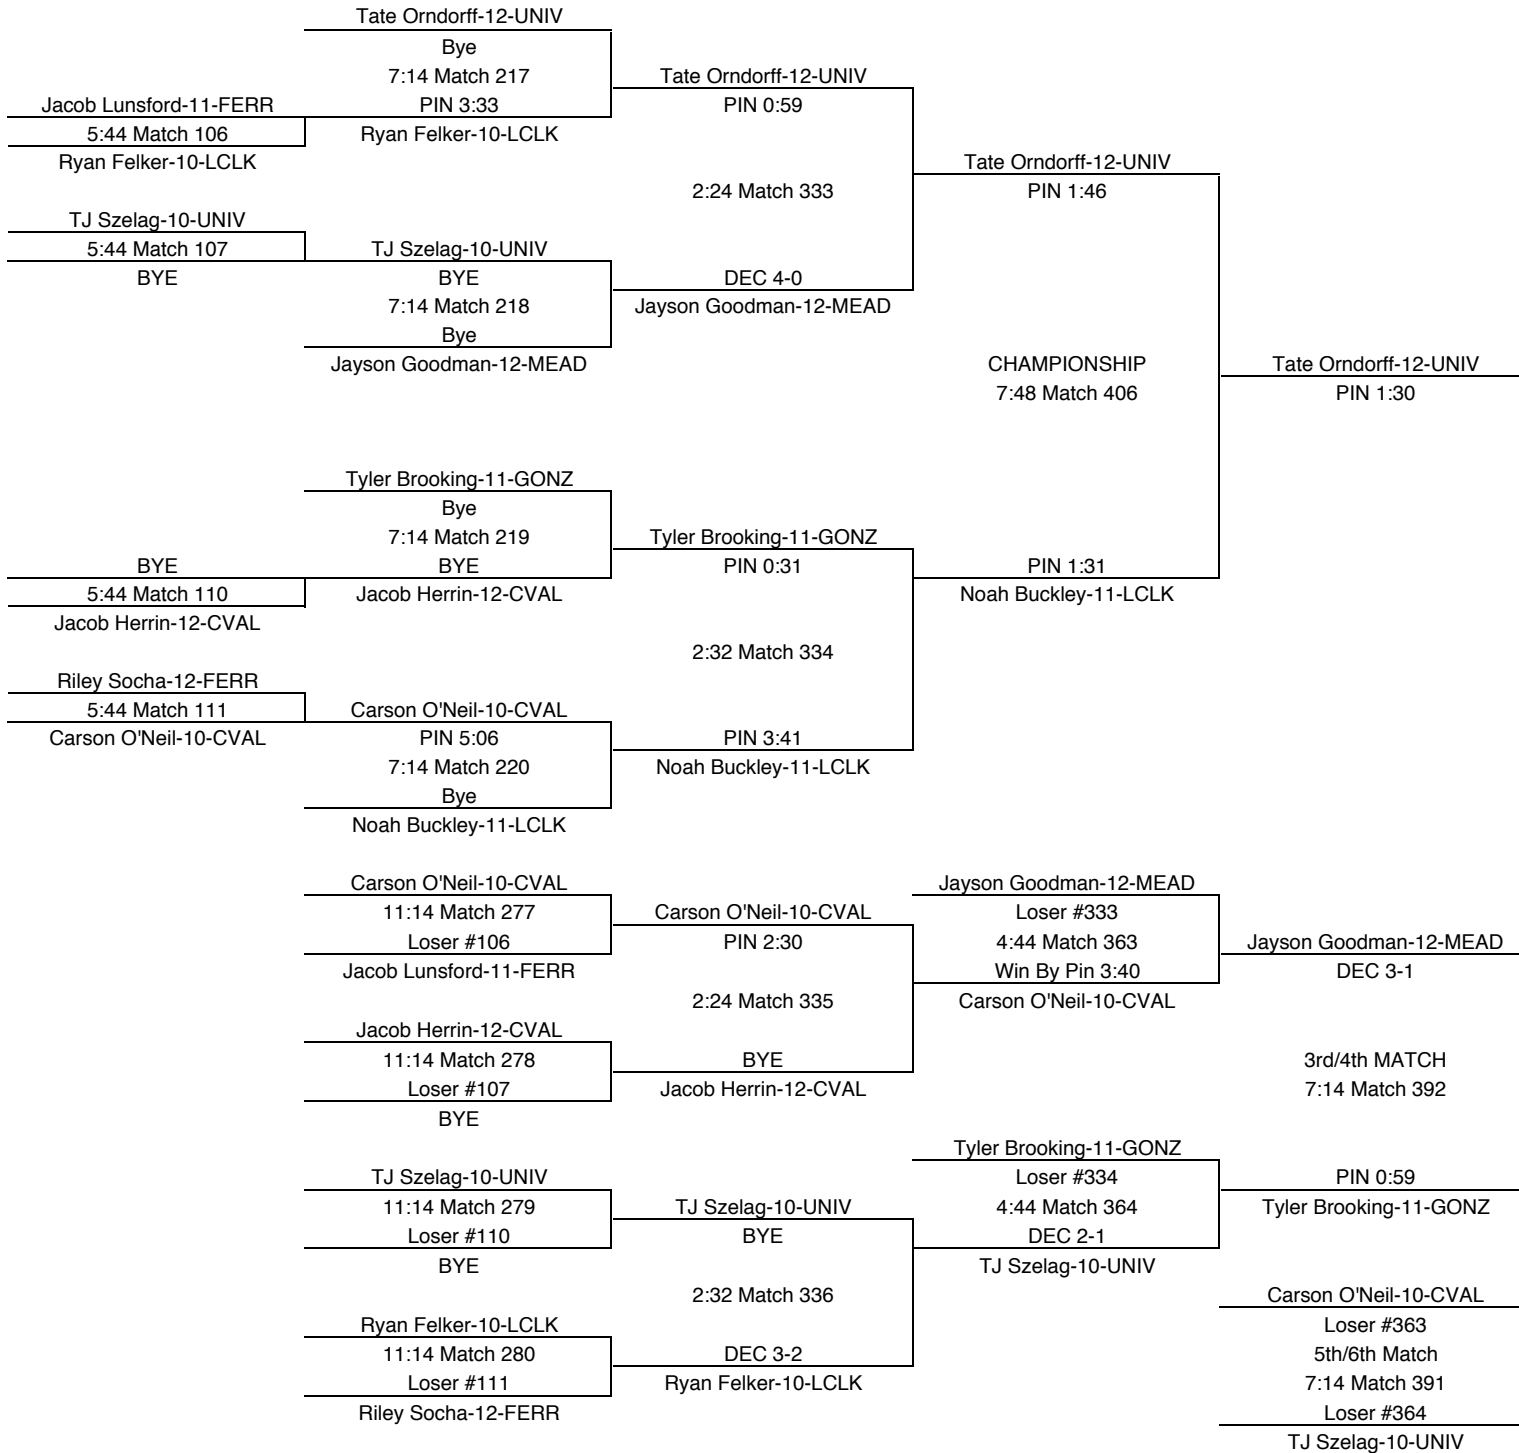 Tate Orndorff-12-UNIV
Bye
7:14 Match 217
Tate Orndorff-12-UNIV
Jacob Lunsford-11-FERR
PIN 3:33
PIN 0:59
5:44 Match 106
Ryan Felker-10-LCLK
Ryan Felker-10-LCLK
Tate Orndorff-12-UNIV
2:24 Match 333
PIN 1:46
TJ Szelag-10-UNIV
5:44 Match 107
TJ Szelag-10-UNIV
BYE
BYE
DEC 4-0
7:14 Match 218
Jayson Goodman-12-MEAD
Bye
Jayson Goodman-12-MEAD
CHAMPIONSHIP
Tate Orndorff-12-UNIV
7:48 Match 406
PIN 1:30
Tyler Brooking-11-GONZ
Bye
7:14 Match 219
Tyler Brooking-11-GONZ
BYE
BYE
PIN 0:31
PIN 1:31
5:44 Match 110
Jacob Herrin-12-CVAL
Noah Buckley-11-LCLK
Jacob Herrin-12-CVAL
2:32 Match 334
Riley Socha-12-FERR
5:44 Match 111
Carson O'Neil-10-CVAL
Carson O'Neil-10-CVAL
PIN 5:06
PIN 3:41
7:14 Match 220
Noah Buckley-11-LCLK
Bye
Noah Buckley-11-LCLK
Carson O'Neil-10-CVAL
Jayson Goodman-12-MEAD
11:14 Match 277
Carson O'Neil-10-CVAL
Loser #333
Loser #106
PIN 2:30
4:44 Match 363
Jayson Goodman-12-MEAD
Jacob Lunsford-11-FERR
Win By Pin 3:40
DEC 3-1
2:24 Match 335
Carson O'Neil-10-CVAL
Jacob Herrin-12-CVAL
11:14 Match 278
BYE
3rd/4th MATCH
Loser #107
Jacob Herrin-12-CVAL
7:14 Match 392
BYE
Tyler Brooking-11-GONZ
TJ Szelag-10-UNIV
Loser #334
PIN 0:59
11:14 Match 279
TJ Szelag-10-UNIV
4:44 Match 364
Tyler Brooking-11-GONZ
Loser #110
BYE
DEC 2-1
BYE
TJ Szelag-10-UNIV
2:32 Match 336
Carson O'Neil-10-CVAL
Ryan Felker-10-LCLK
Loser #363
11:14 Match 280
DEC 3-2
5th/6th Match
Loser #111
Ryan Felker-10-LCLK
7:14 Match 391
Riley Socha-12-FERR
Loser #364
TJ Szelag-10-UNIV